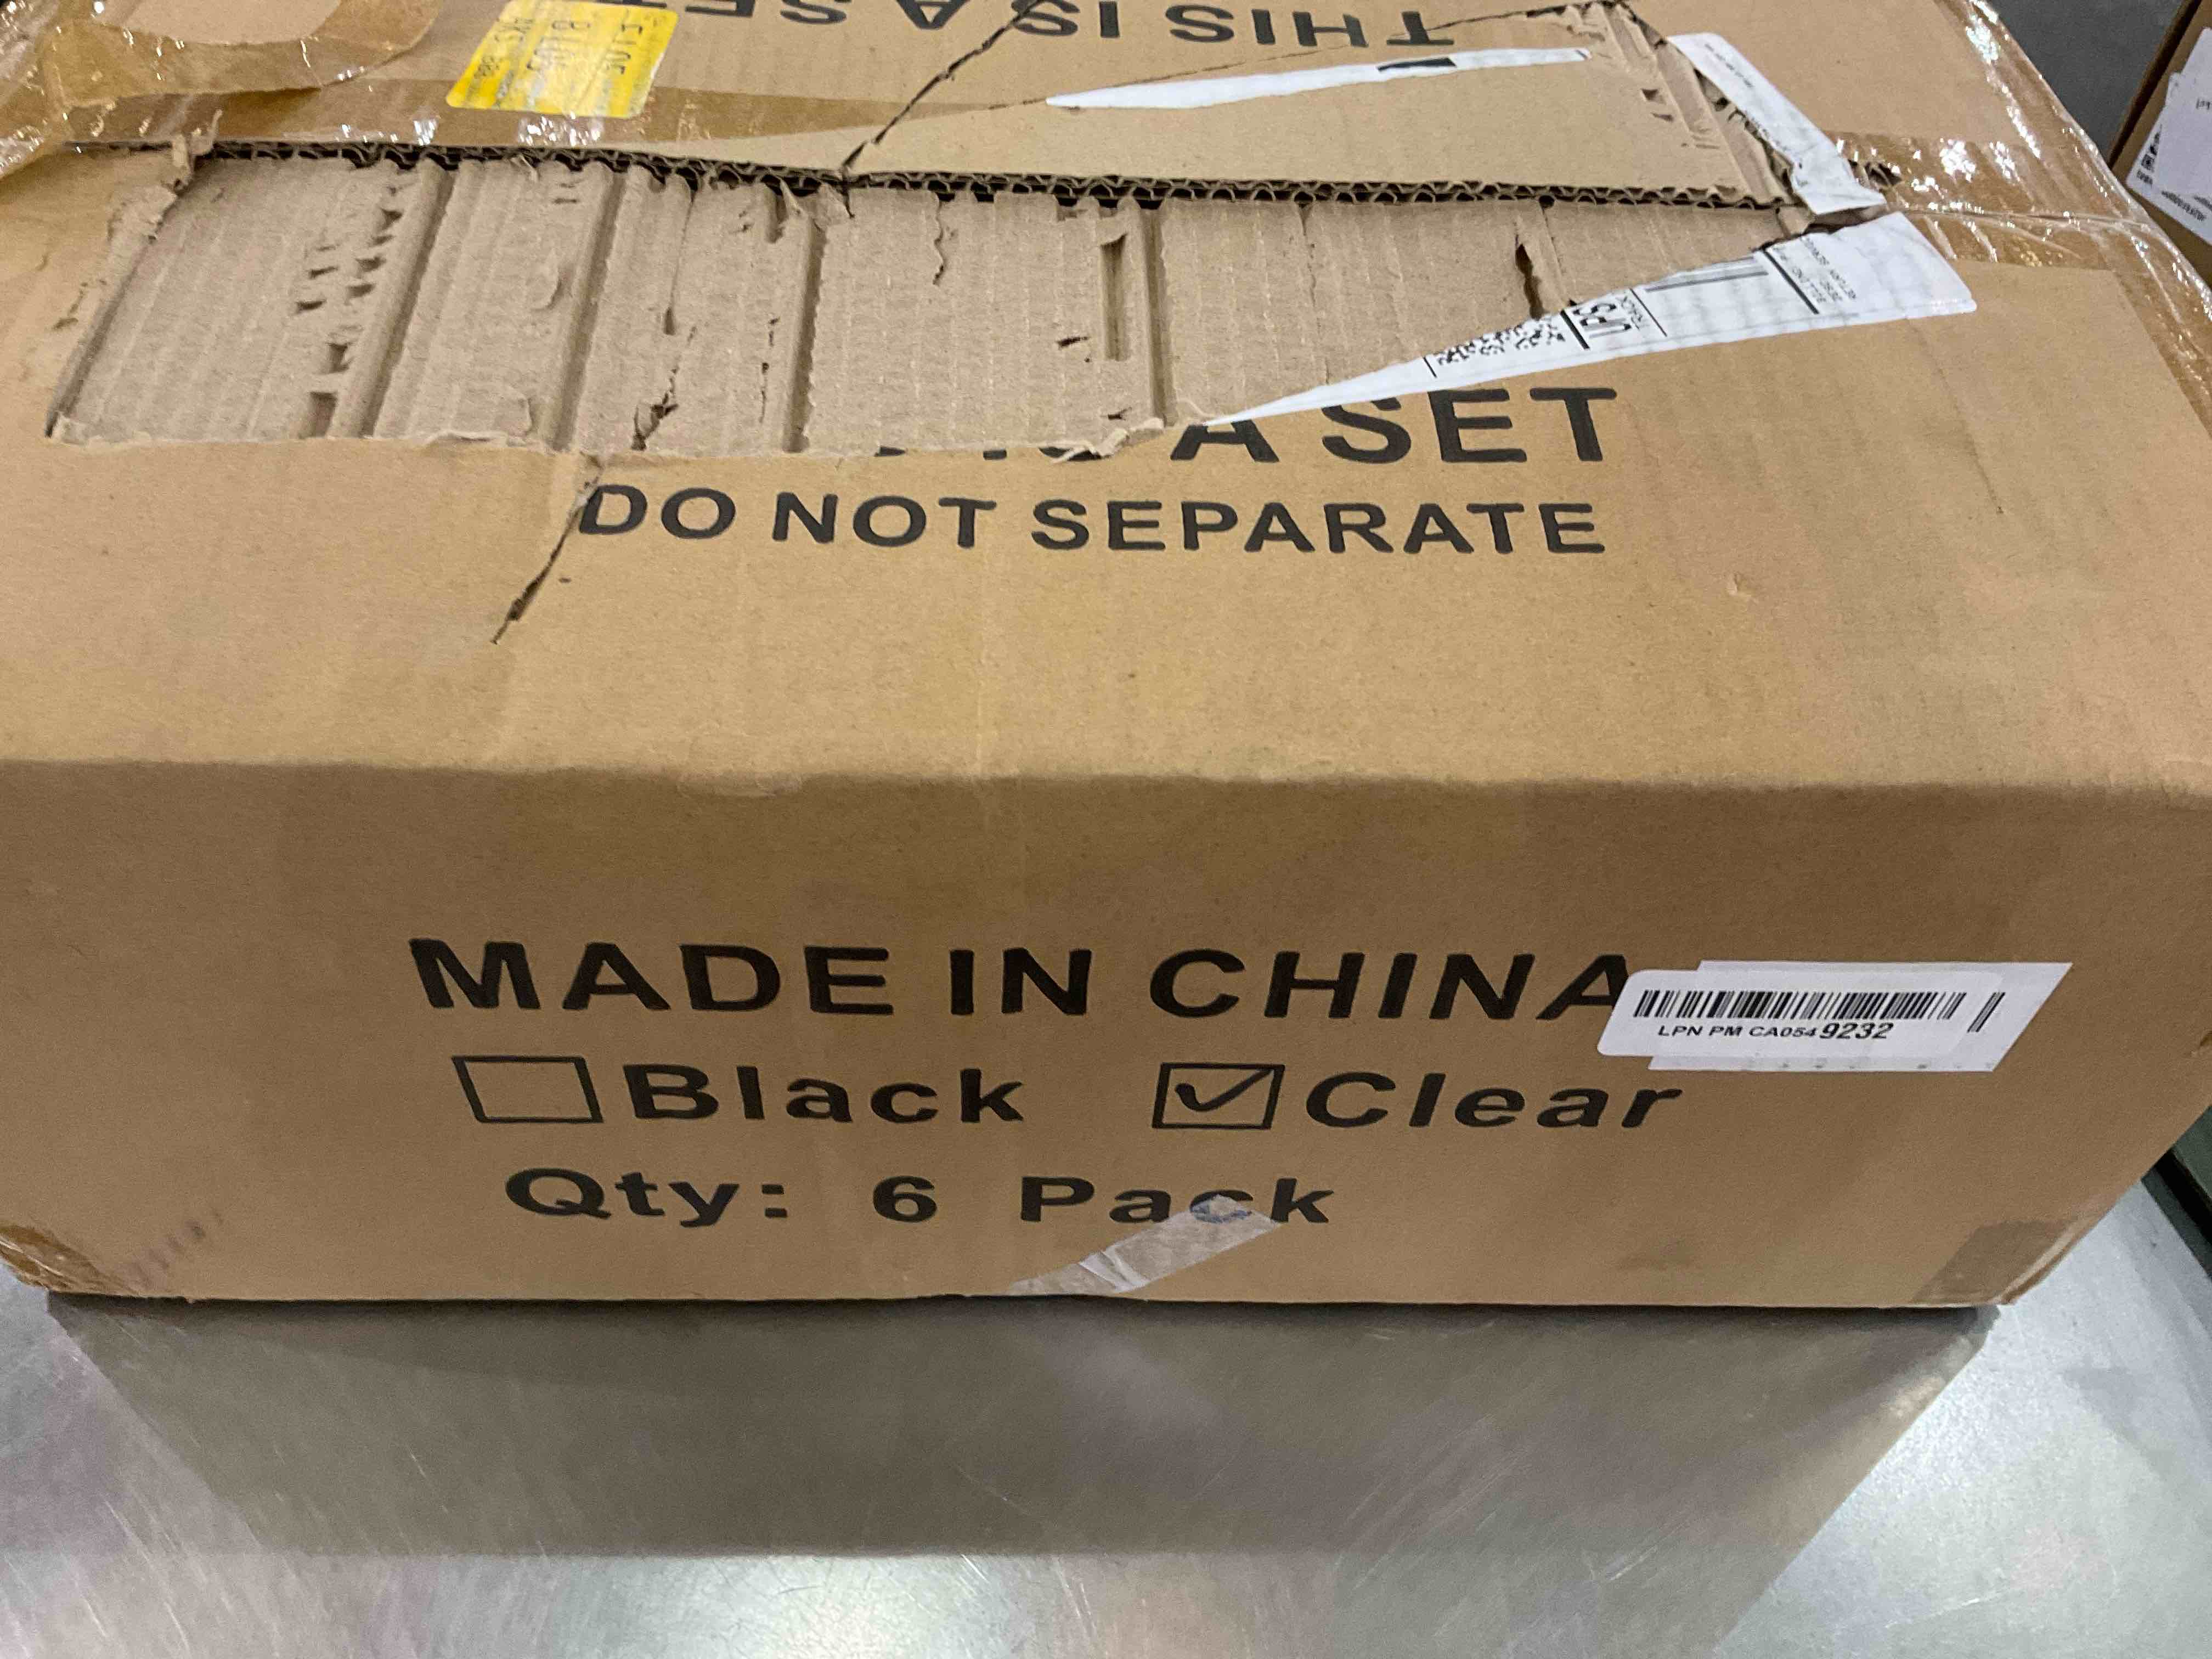 THIS IS A SET
A SET
DO NOT SEPARATE
MADE IN CHINA
LPN PM CA0549232
Black Clear
Qty: 6 Pack